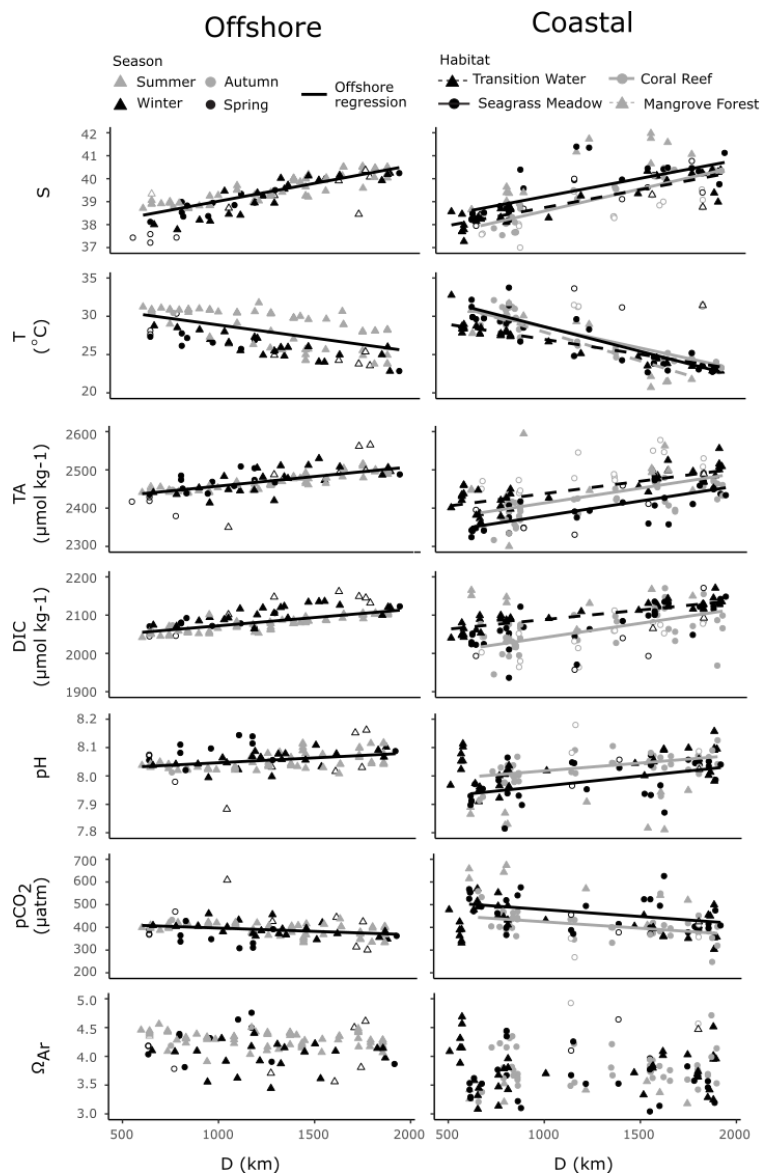 Offshore Coastal
Season Habitat
Summer Autumn Offshore Transition Water Coral Reef
Winter Spring regression Seagrass Meadow Mangrove Forest
42
41
40
39
38
37
S
35
30
25
20
T
(°C)
2600
2500
2400
2300
TA
(µmol kg-1)
2200
2100
2000
1900
DIC
(µmol kg-1)
8.2
8.1
8.0
7.9
7.8
pH
700
600
500
400
300
200
pCO2
(µatm)
5.0
4.5
4.0
3.5
3.0
ΩAr
500 1000 1500 2000 500 1000 1500 2000
D (km) D (km)